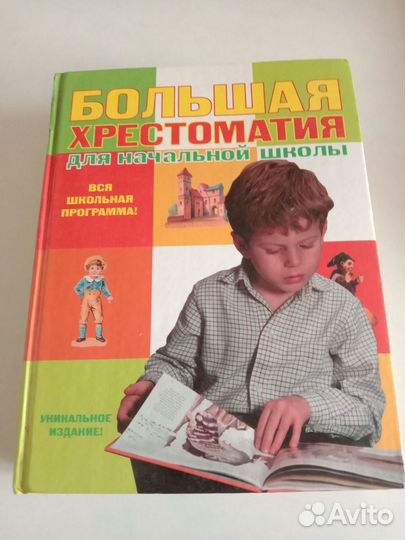 БОЛЬШАЯ
ХРЕСТОМАТИЯ
ДЛЯ НАЧАЛЬНОЙ ШКОЛЫ
ВСЯ
ШКОЛЬНАЯ
ПРОГРАММА!
УНИКАЛЬНОЕ
ИЗДАНИЕ!
Avito